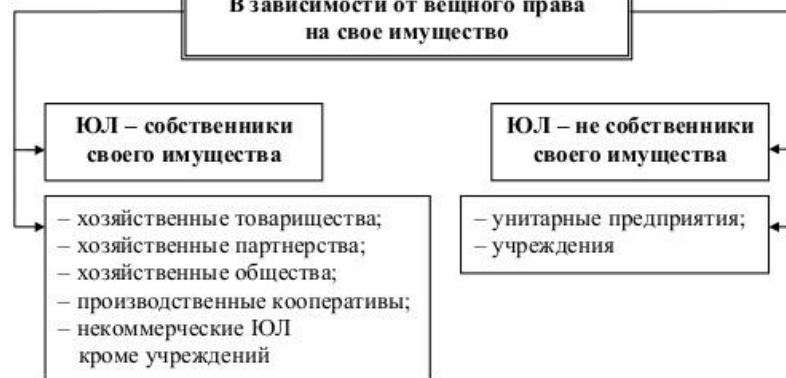 В зависимости от вещного права
на свое имущество
ЮЛ – собственники
своего имущества
ЮЛ – не собственники
своего имущества
– хозяйственные товарищества;
– хозяйственные партнерства;
– хозяйственные общества;
– производственные кооперативы;
– некоммерческие ЮЛ
кроме учреждений
– унитарные предприятия;
– учреждения